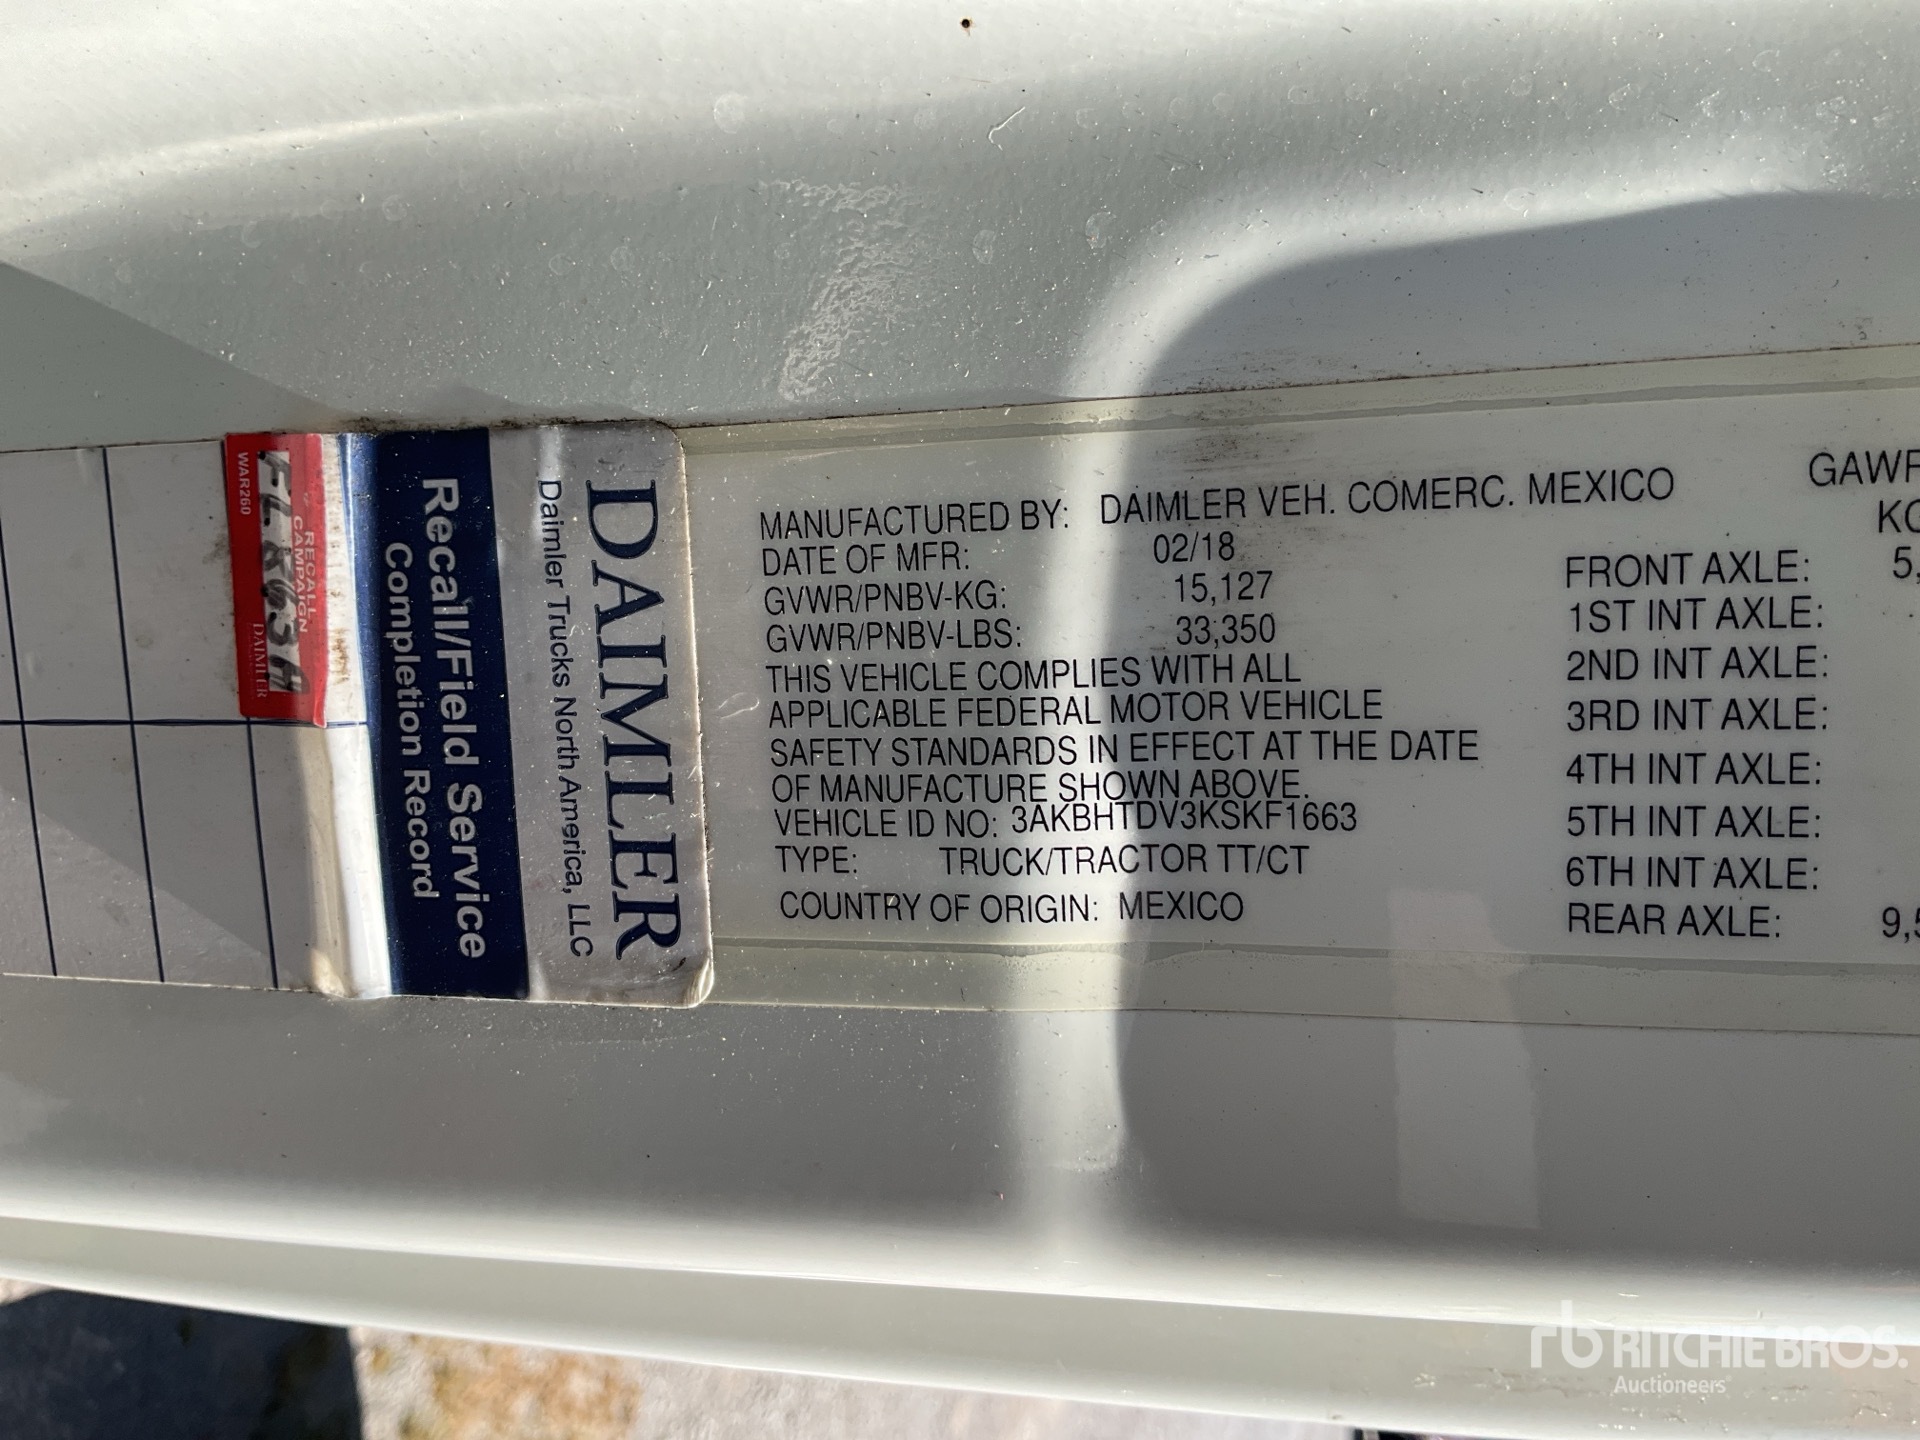 DAIMLER
Daimler Trucks North America, LLC
Recall/Field Service
Completion Record
RECALL
CAMPAIGN
DAIMLER
WAR260
MANUFACTURED BY: DAIMLER VEH. COMERC. MEXICO
DATE OF MFR: 02/18
GVWR/PNBV-KG: 15,127
GVWR/PNBV-LBS: 33,350
THIS VEHICLE COMPLIES WITH ALL
APPLICABLE FEDERAL MOTOR VEHICLE
SAFETY STANDARDS IN EFFECT AT THE DATE
OF MANUFACTURE SHOWN ABOVE.
VEHICLE ID NO: 3AKBHTDV3KSKF1663
TYPE: TRUCK/TRACTOR TT/CT
COUNTRY OF ORIGIN: MEXICO
FRONT AXLE: 5,
1ST INT AXLE:
2ND INT AXLE:
3RD INT AXLE:
4TH INT AXLE:
5TH INT AXLE:
6TH INT AXLE:
REAR AXLE: 9,5
rb RITCHIE BROS.
Auctioneers